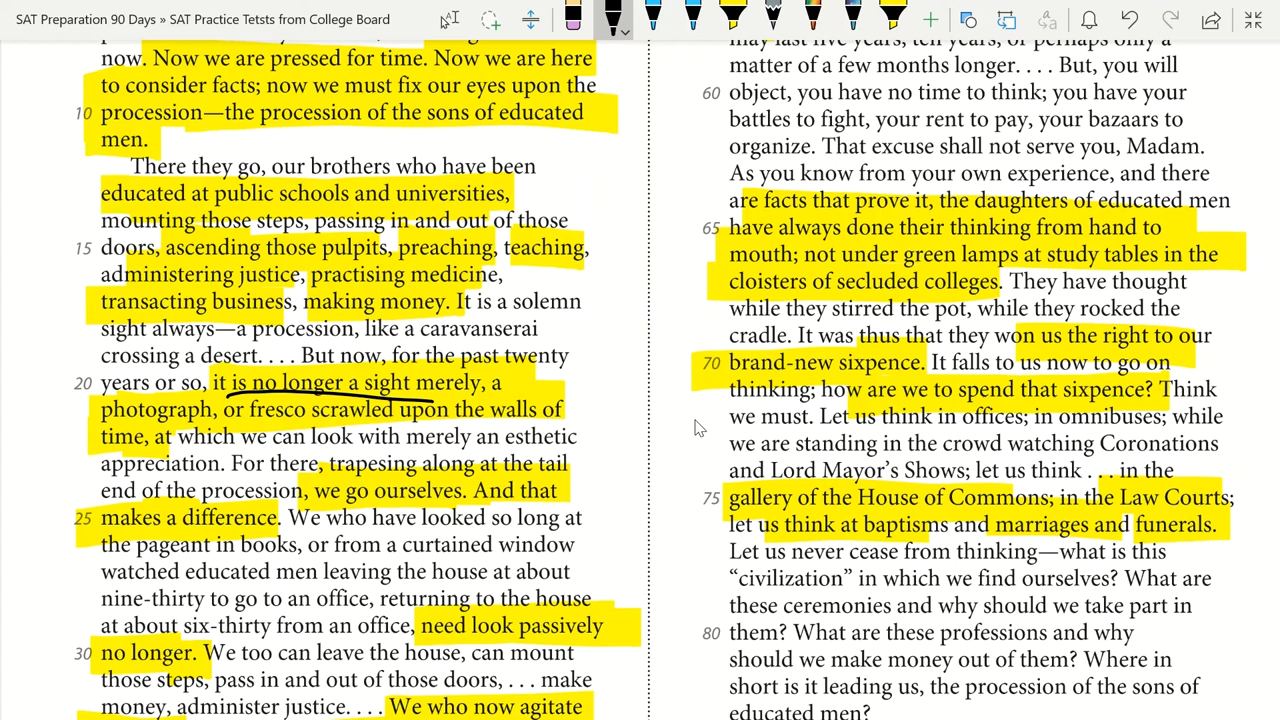 SAT Preparation 90 Days » SAT Practice Tetsts from College Board
now. Now we are pressed for time. Now we are here
to consider facts; now we must fix our eyes upon the
10 procession—the procession of the sons of educated
men.
There they go, our brothers who have been
educated at public schools and universities,
mounting those steps, passing in and out of those
15 doors, ascending those pulpits, preaching, teaching,
administering justice, practising medicine,
transacting business, making money. It is a solemn
sight always—a procession, like a caravanserai
crossing a desert. . . . But now, for the past twenty
20 years or so, it is no longer a sight merely, a
photograph, or fresco scrawled upon the walls of
time, at which we can look with merely an esthetic
appreciation. For there, trapesing along at the tail
end of the procession, we go ourselves. And that
25 makes a difference. We who have looked so long at
the pageant in books, or from a curtained window
watched educated men leaving the house at about
nine-thirty to go to an office, returning to the house
at about six-thirty from an office, need look passively
30 no longer. We too can leave the house, can mount
those steps, pass in and out of those doors, . . . make
money, administer justice. . . . We who now agitate
may last five years, ten years, or perhaps only a
matter of a few months longer. . . . But, you will
60 object, you have no time to think; you have your
battles to fight, your rent to pay, your bazaars to
organize. That excuse shall not serve you, Madam.
As you know from your own experience, and there
are facts that prove it, the daughters of educated men
65 have always done their thinking from hand to
mouth; not under green lamps at study tables in the
cloisters of secluded colleges. They have thought
while they stirred the pot, while they rocked the
cradle. It was thus that they won us the right to our
70 brand-new sixpence. It falls to us now to go on
thinking; how are we to spend that sixpence? Think
we must. Let us think in offices; in omnibuses; while
we are standing in the crowd watching Coronations
and Lord Mayor’s Shows; let us think . . . in the
75 gallery of the House of Commons; in the Law Courts;
let us think at baptisms and marriages and funerals.
Let us never cease from thinking—what is this
“civilization” in which we find ourselves? What are
these ceremonies and why should we take part in
80 them? What are these professions and why
should we make money out of them? Where in
short is it leading us, the procession of the sons of
educated men?